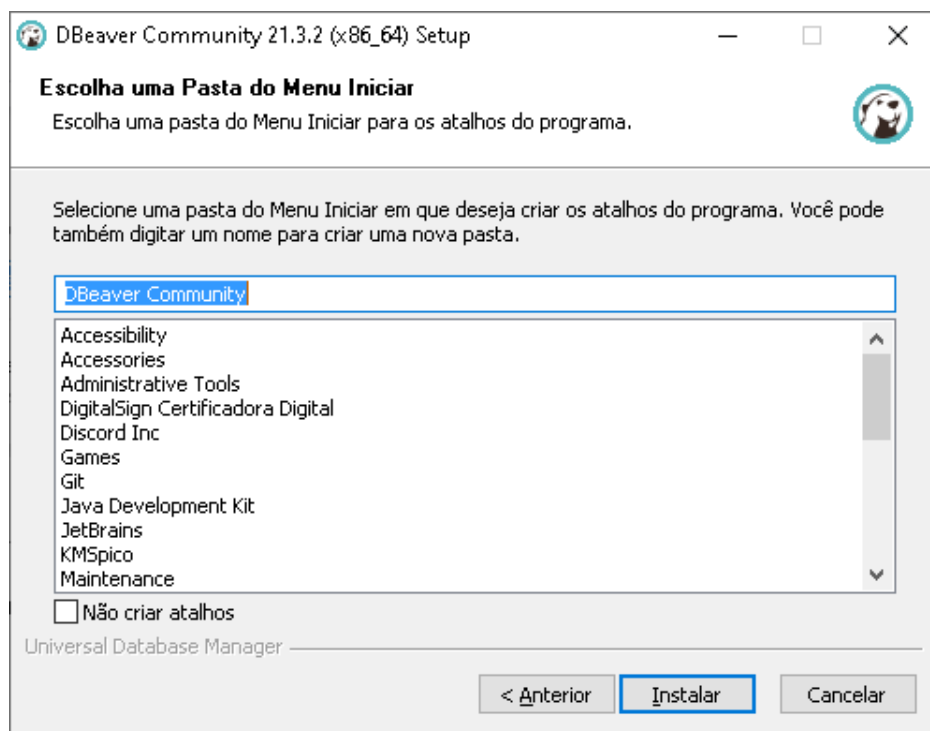 DBeaver Community 21.3.2 (x86_64) Setup
Escolha uma Pasta do Menu Iniciar
Escolha uma pasta do Menu Iniciar para os atalhos do programa.
Selecione uma pasta do Menu Iniciar em que deseja criar os atalhos do programa. Você pode
também digitar um nome para criar uma nova pasta.
DBeaver Community
Accessibility
Accessories
Administrative Tools
DigitalSign Certificadora Digital
Discord Inc
Games
Git
Java Development Kit
JetBrains
KMSpico
Maintenance
Não criar atalhos
Universal Database Manager
< Anterior Instalar Cancelar